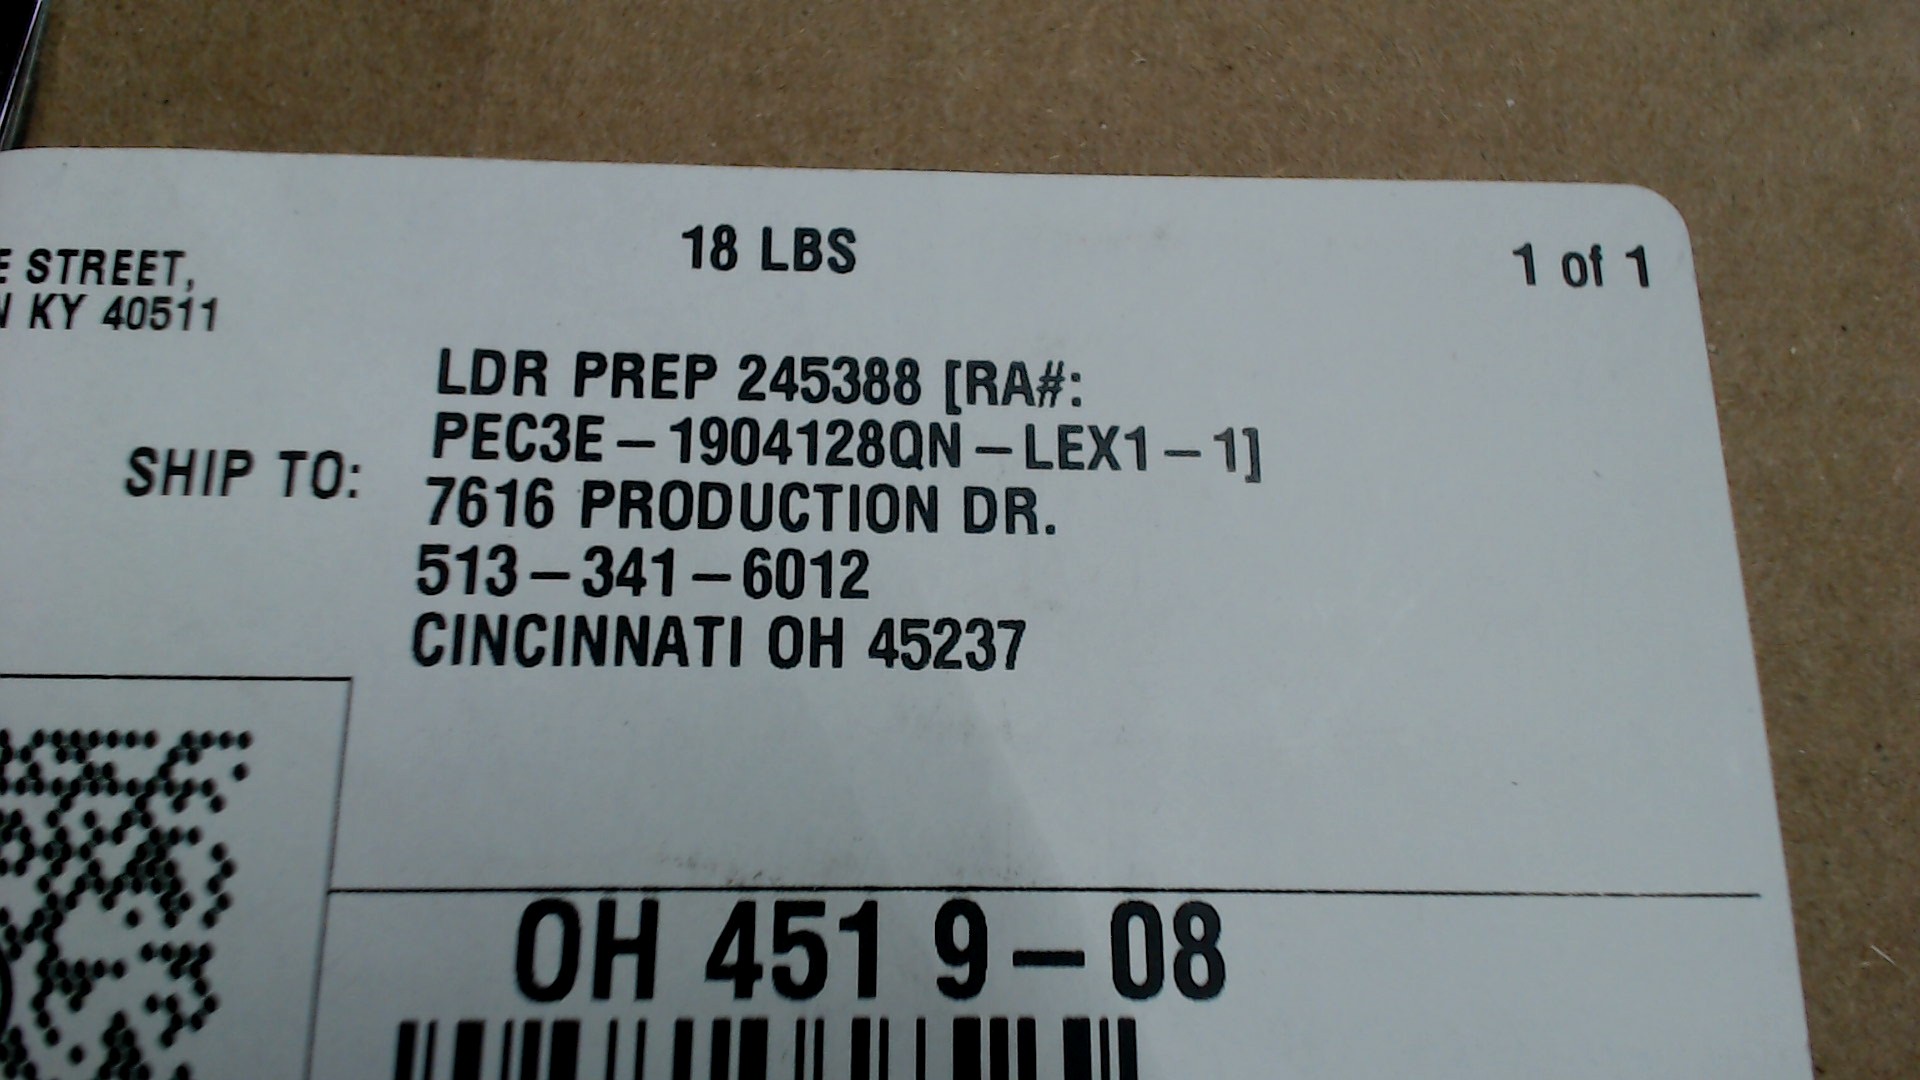 STREET,
KY 40511
18 LBS
1 of 1
SHIP TO:
LDR PREP 245388 [RA#:
PEC3E-1904128QN-LEX1-1]
7616 PRODUCTION DR.
513-341-6012
CINCINNATI OH 45237
OH 451 9-08